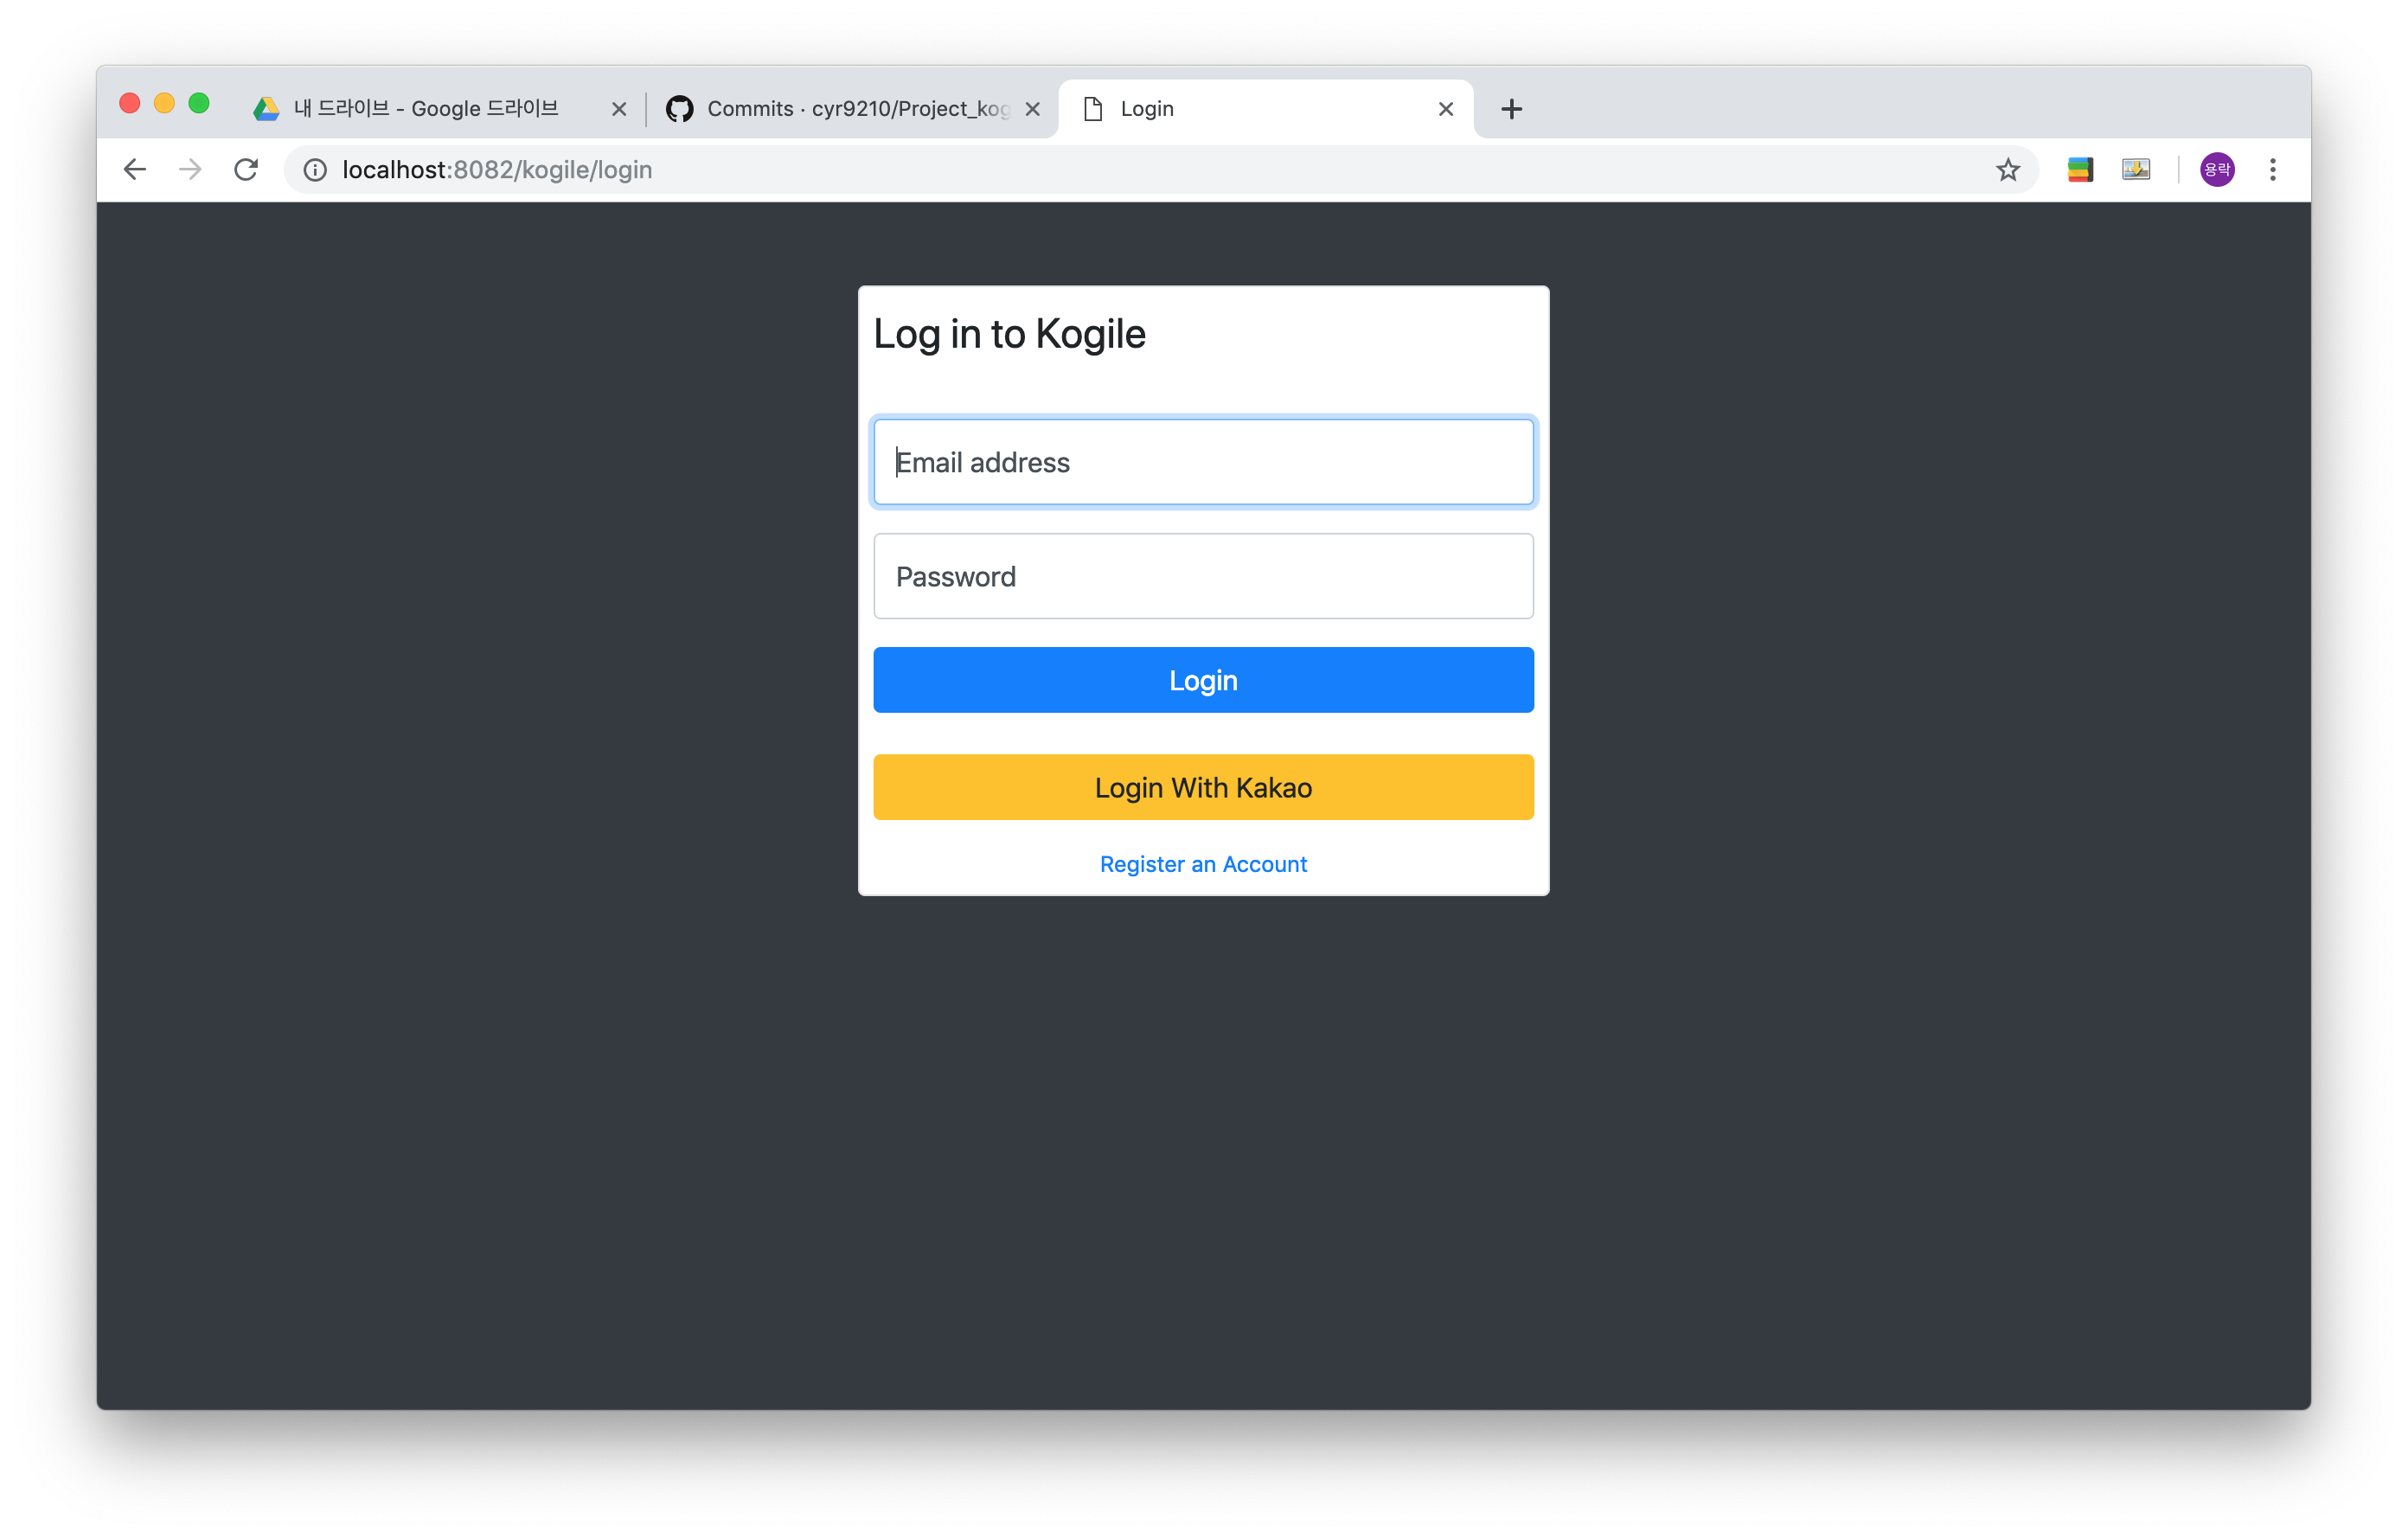 내 드라이브 - Google 드라이브
Commits · cyr9210/Project_kog
Login
localhost:8082/kogile/login
용락
Log in to Kogile
Email address
Password
Login
Login With Kakao
Register an Account